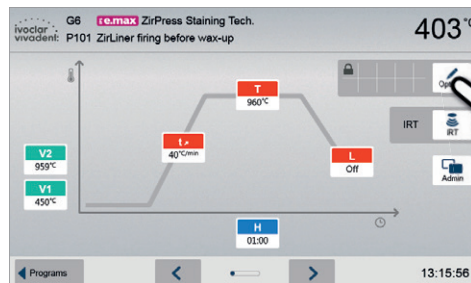 ivoclar vivadent:
G6 IPS e.max ZirPress Staining Tech.
P101 ZirLiner firing before wax-up
403 °C
T
960°C
t↗
40°C/min
V2
959°C
V1
450°C
L
Off
H
01:00
IRT
IRT
Admin
Programs
13:15:56